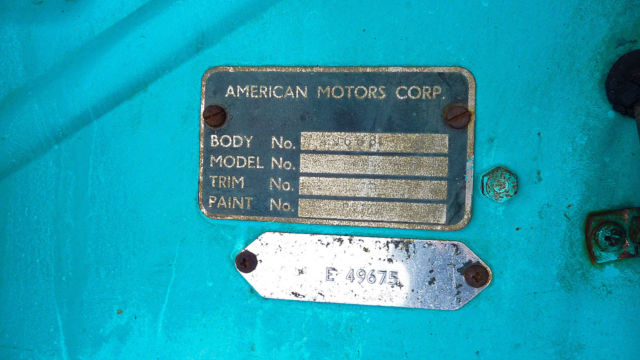 AMERICAN MOTORS CORP.
BODY No.
MODEL No.
TRIM No.
PAINT No.
E 49675